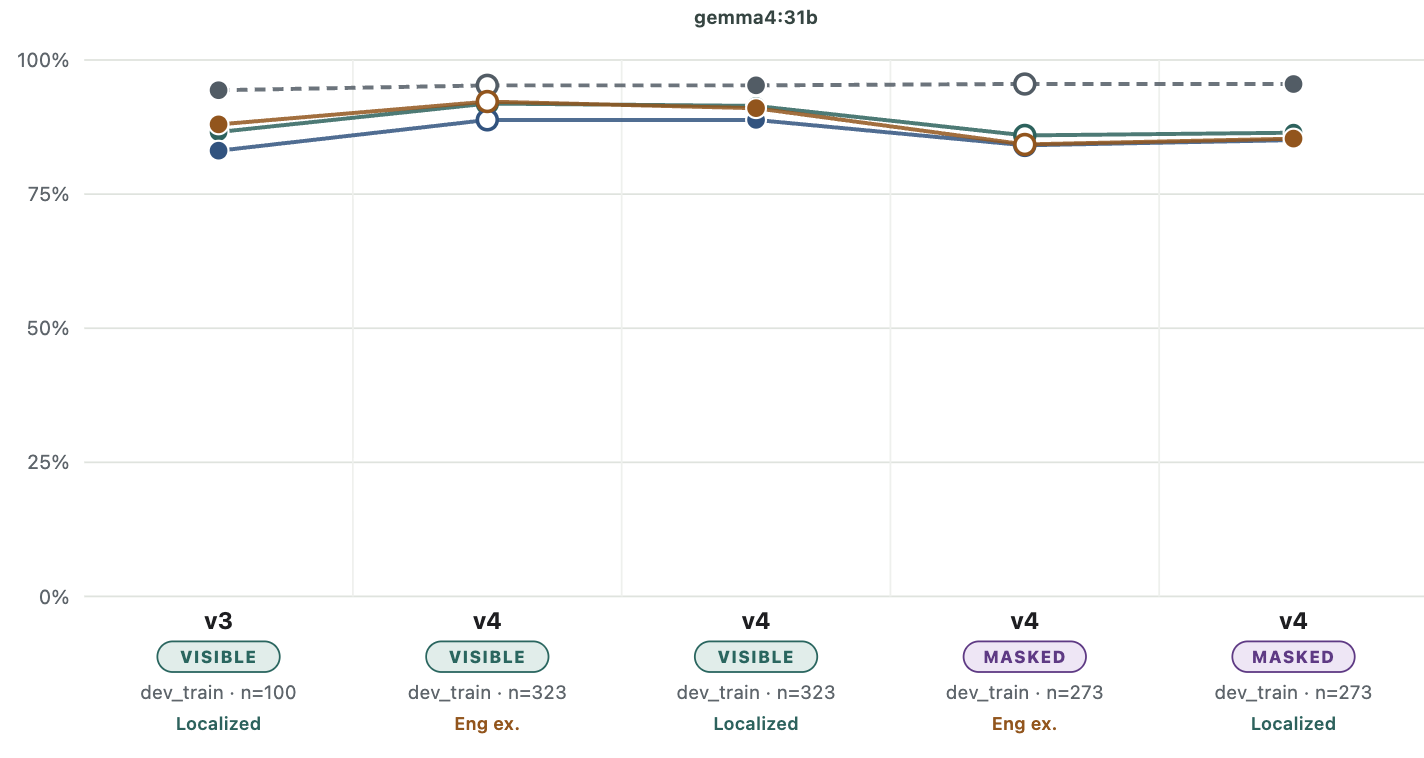 gemma4:31b
100%
75%
50%
25%
0%
v3 v4 v4 v4 v4
VISIBLE VISIBLE VISIBLE MASKED MASKED
dev_train · n=100 dev_train · n=323 dev_train · n=323 dev_train · n=273 dev_train · n=273
Localized Eng ex. Localized Eng ex. Localized